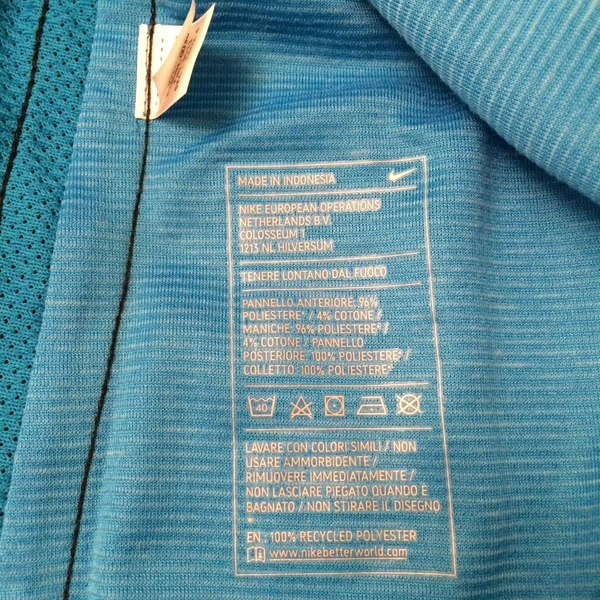 MADE IN INDONESIA
NIKE EUROPEAN OPERATIONS
NETHERLANDS B.V.
COLOSSEUM 1
1213 NL HILVERSUM
TENERE LONTANO DAL FUOCO
PANNELLO ANTERIORE: 96%
POLIESTERE* / 4% COTONE /
MANICHE: 96% POLIESTERE* /
4% COTONE / PANNELLO
POSTERIORE: 100% POLIESTERE* /
COLLETTO: 100% POLIESTERE*
40
LAVARE CON COLORI SIMILI / NON
USARE AMMORBIDENTE /
RIMUOVERE IMMEDIATAMENTE /
NON LASCIARE PIEGATO QUANDO È
BAGNATO / NON STIRARE IL DISEGNO
*
EN : 100% RECYCLED POLYESTER
www.nikebetterworld.com